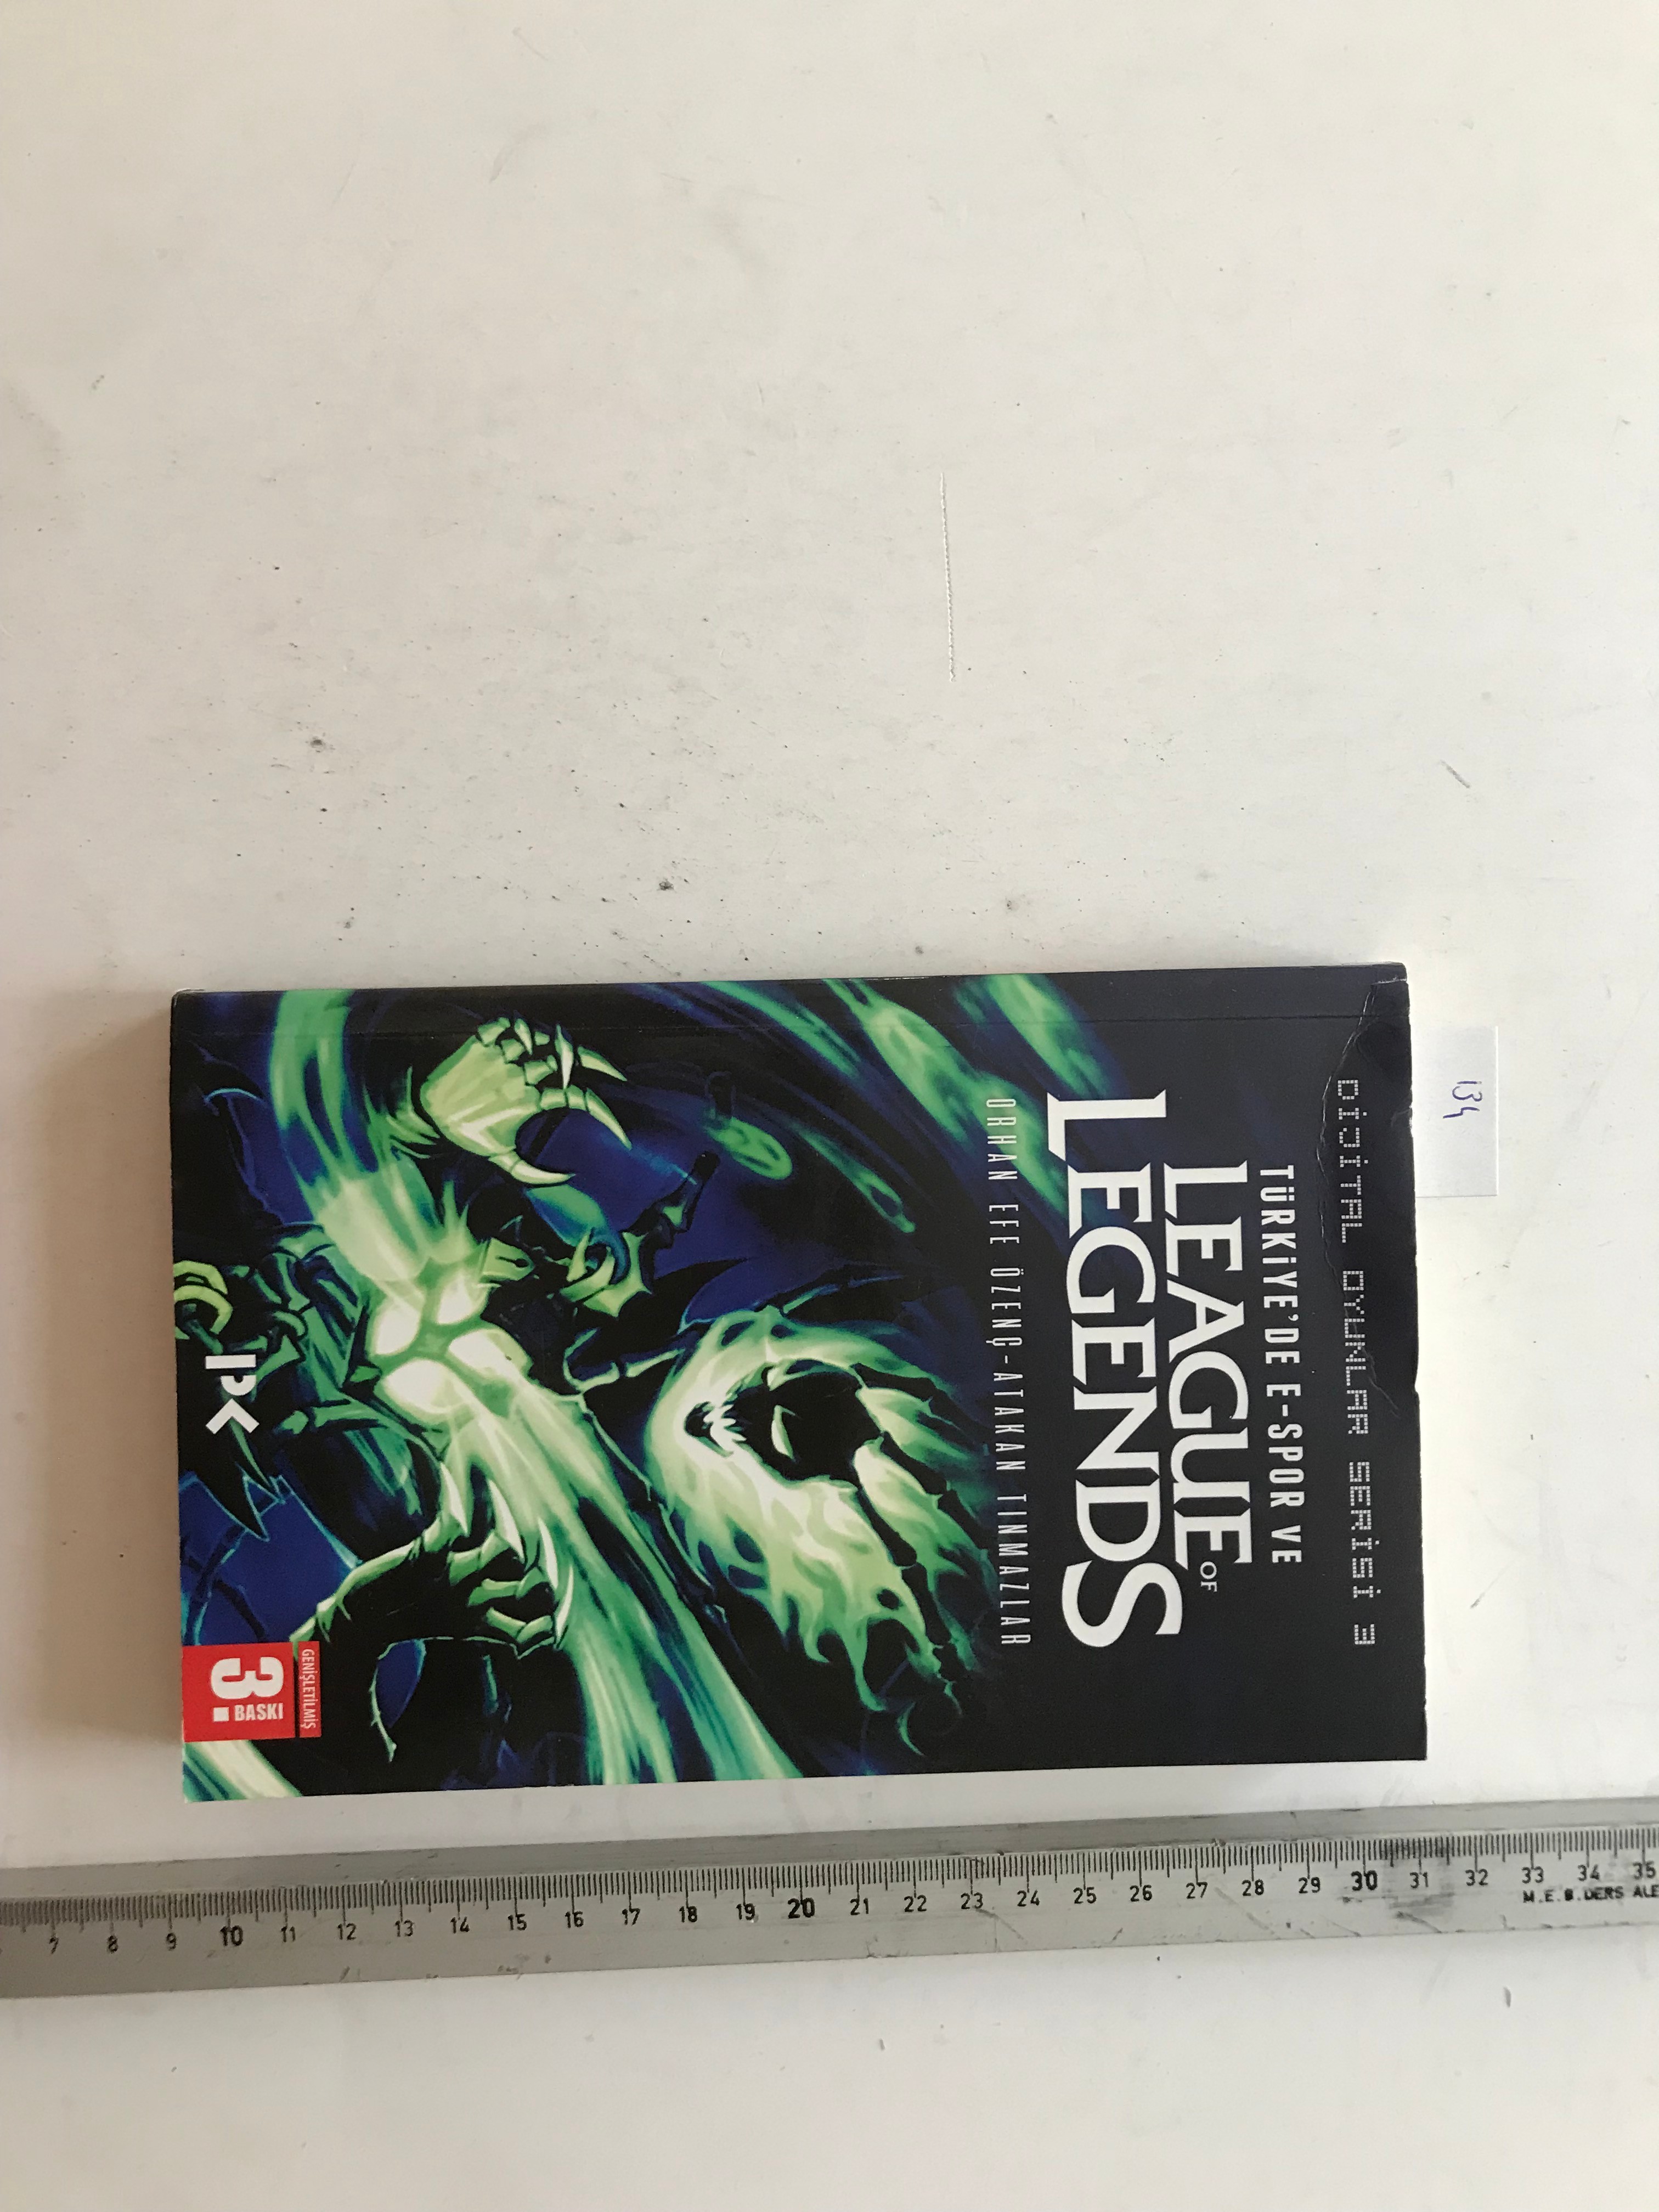 134
DİJİTAL OYUNLAR SERİSİ 3
TÜRKİYE'DE E-SPOR VE
LEAGUE OF
LEGENDS
ORHAN EFE ÖZENÇ-ATAKAN TINMAZLAR
GENİŞLETİLMİŞ
3. BASKI
7 8 9 10 11 12 13 14 15 16 17 18 19 20 21 22 23 24 25 26 27 28 29 30 31 32 33 34 35
M.E.B. DERS ALE